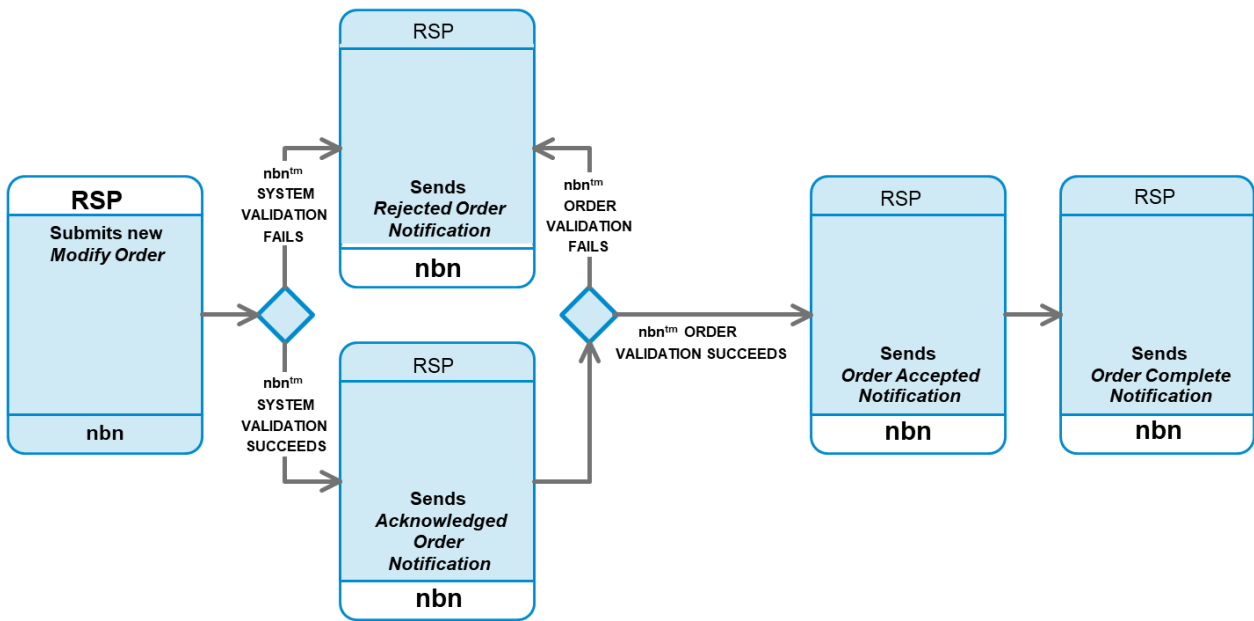 RSP
Submits new
Modify Order
nbn
nbn™
SYSTEM
VALIDATION
FAILS
nbn™
SYSTEM
VALIDATION
SUCCEEDS
RSP
Sends
Rejected Order
Notification
nbn
RSP
Sends
Acknowledged
Order
Notification
nbn
nbn™
ORDER
VALIDATION
FAILS
nbn™ ORDER
VALIDATION SUCCEEDS
RSP
Sends
Order Accepted
Notification
nbn
RSP
Sends
Order Complete
Notification
nbn